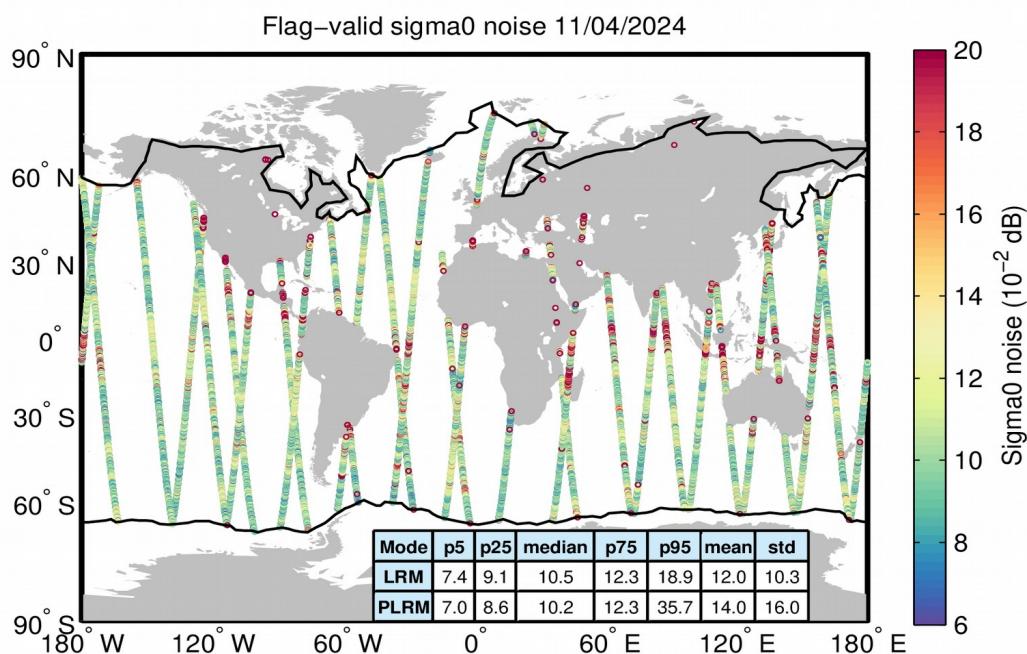 Flag−valid sigma0 noise 11/04/2024
90° N
60° N
30° N
0°
30° S
60° S
90° S
180° W
120° W
60° W
0°
60° E
120° E
180° E
Mode p5 p25 median p75 p95 mean std
LRM 7.4 9.1 10.5 12.3 18.9 12.0 10.3
PLRM 7.0 8.6 10.2 12.3 35.7 14.0 16.0
20
18
16
14
12
10
8
6
Sigma0 noise (10⁻² dB)